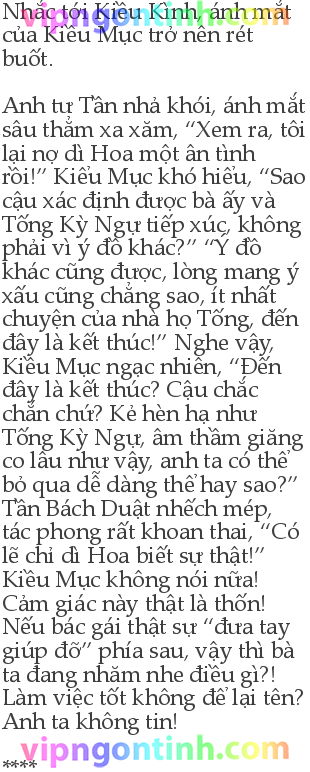 Nhắc tới Kiều Kình, ánh mắt
vipngontinh.com
của Kiều Mục trở nên rét
buốt.
Anh tư Tần nhả khói, ánh mắt
sâu thẳm xa xăm, “Xem ra, tôi
lại nợ dì Hoa một ân tình
rồi!” Kiều Mục khó hiểu, “Sao
cậu xác định được bà ấy và
Tống Kỳ Ngự tiếp xúc, không
phải vì ý đồ khác?” “Ý đồ
khác cũng được, lòng mang ý
xấu cũng chẳng sao, ít nhất
chuyện của nhà họ Tống, đến
đây là kết thúc!” Nghe vậy,
Kiều Mục ngạc nhiên, “Đến
đây là kết thúc? Cậu chắc
chắn chứ? Kẻ hèn hạ như
Tống Kỳ Ngự, âm thầm giăng
co lâu như vậy, anh ta có thể
bỏ qua dễ dàng thể hay sao?”
Tần Bách Duật nhếch mép,
tác phong rất khoan thai, “Có
lẽ chỉ dì Hoa biết sự thật!”
Kiều Mục không nói nữa!
Cảm giác này thật là thốn!
Nếu bác gái thật sự “đưa tay
giúp đỡ” phía sau, vậy thì bà
ta đang nhăm nhe điều gì?!
Làm việc tốt không để lại tên?
Anh ta không tin!
vipngontinh.com
****